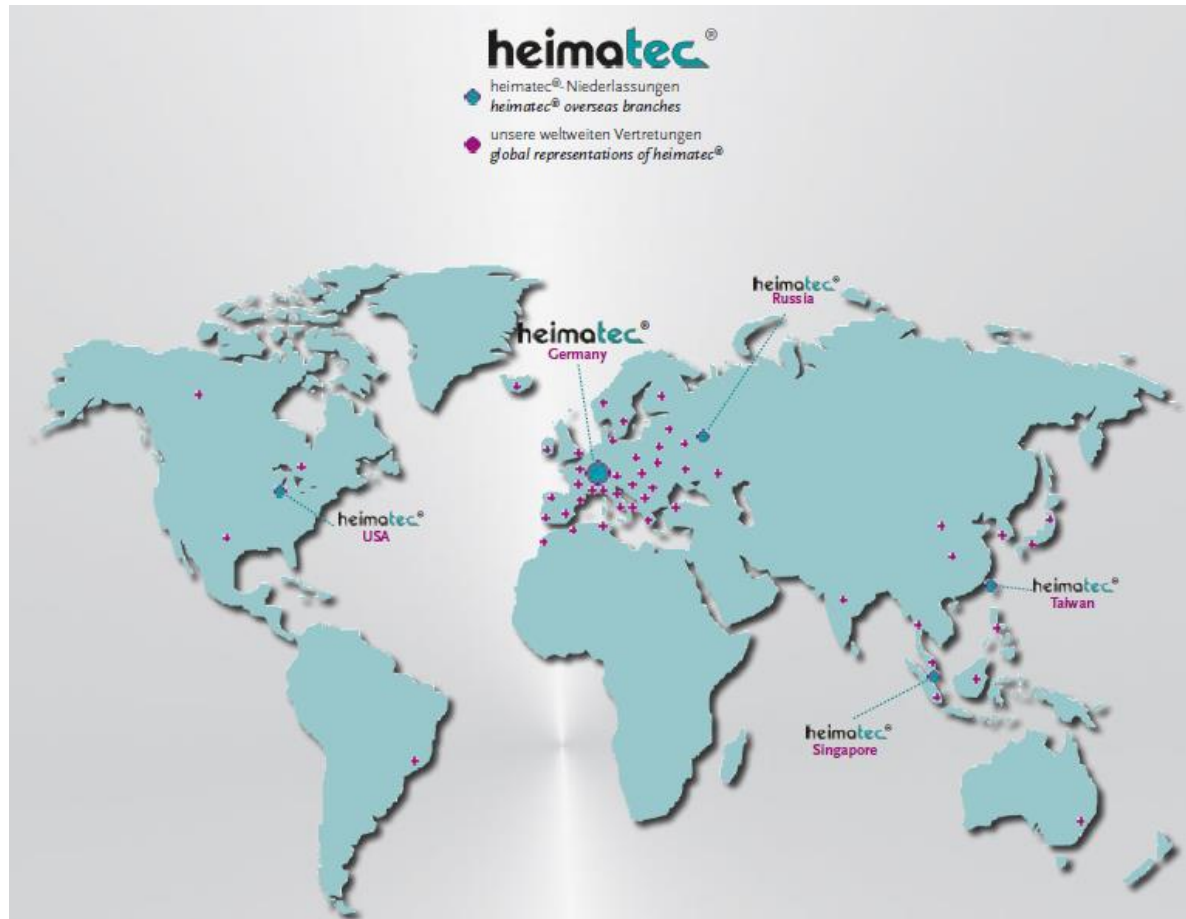 heimatec®
heimatec®-Niederlassungen
heimatec® overseas branches
unsere weltweiten Vertretungen
global representations of heimatec®
heimatec®
Russia
heimatec®
Germany
heimatec®
USA
heimatec®
Taiwan
heimatec®
Singapore